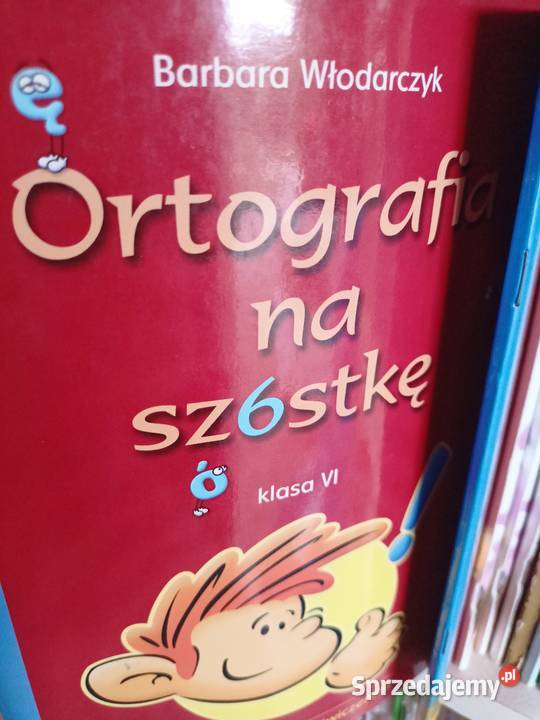 Barbara Włodarczyk
Ortografia
na
sz6stkę
klasa VI
Sprzedajemy.pl